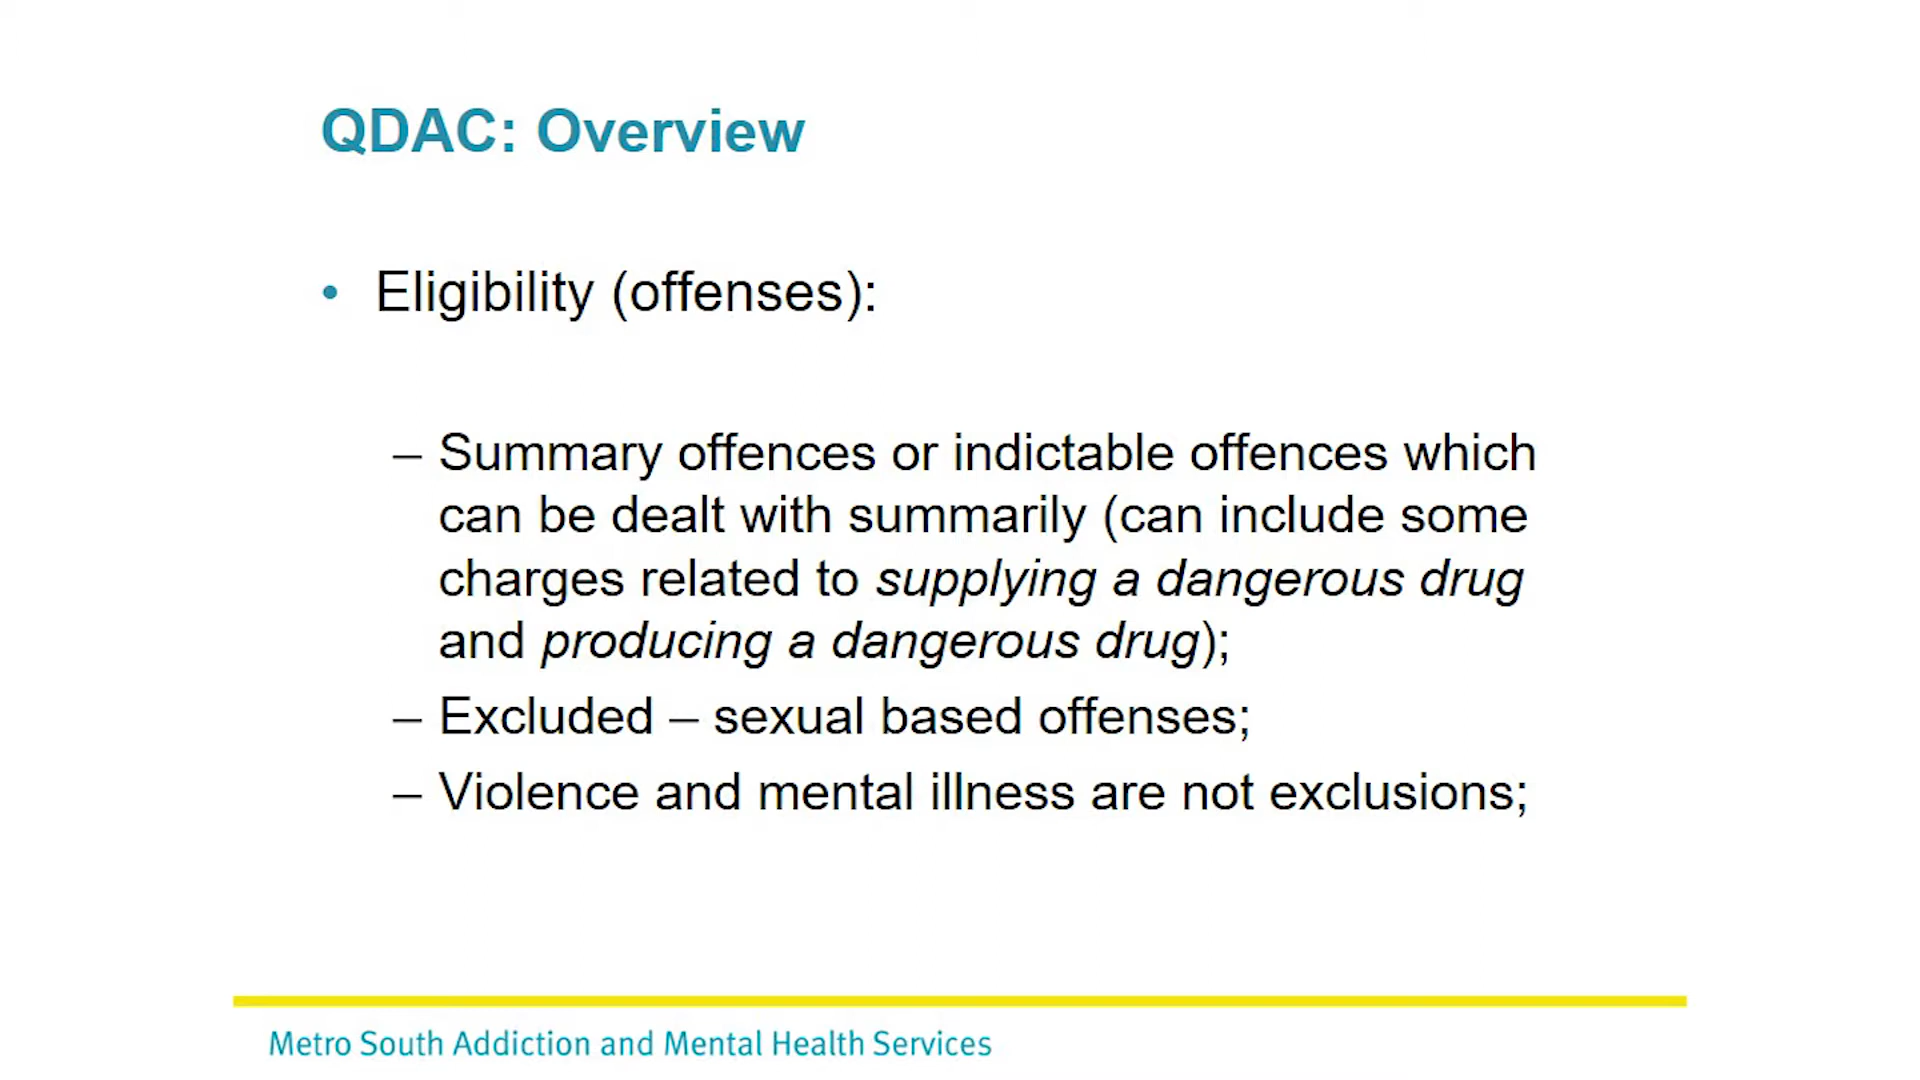 QDAC: Overview
• Eligibility (offenses):
– Summary offences or indictable offences which
can be dealt with summarily (can include some
charges related to supplying a dangerous drug
and producing a dangerous drug);
– Excluded – sexual based offenses;
– Violence and mental illness are not exclusions;
Metro South Addiction and Mental Health Services